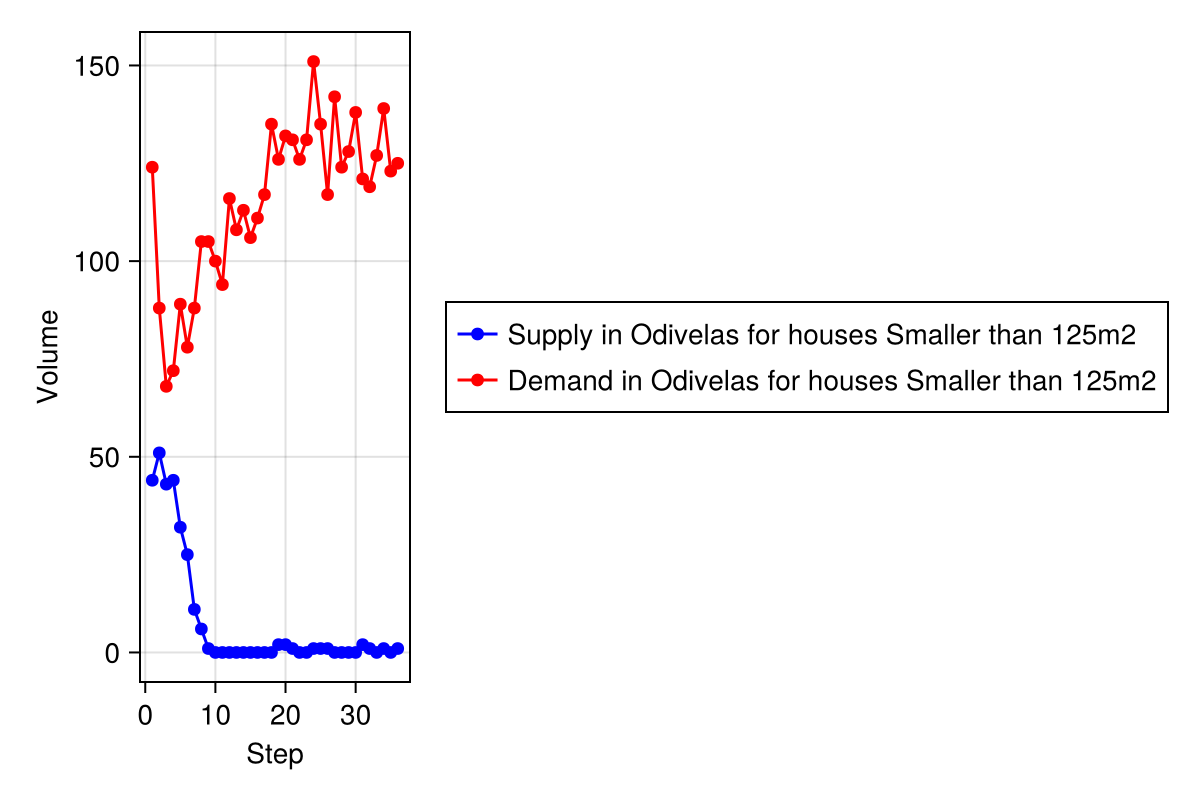 150
100
50
0
Volume
0 10 20 30
Step
Supply in Odivelas for houses Smaller than 125m2
Demand in Odivelas for houses Smaller than 125m2